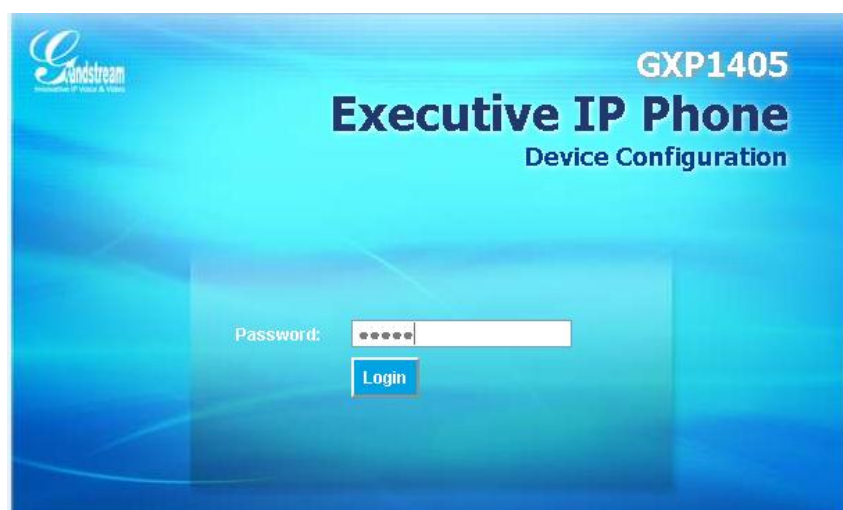 Grandstream
Innovative IP Voice & Video
GXP1405
Executive IP Phone
Device Configuration
Password: •••••
Login